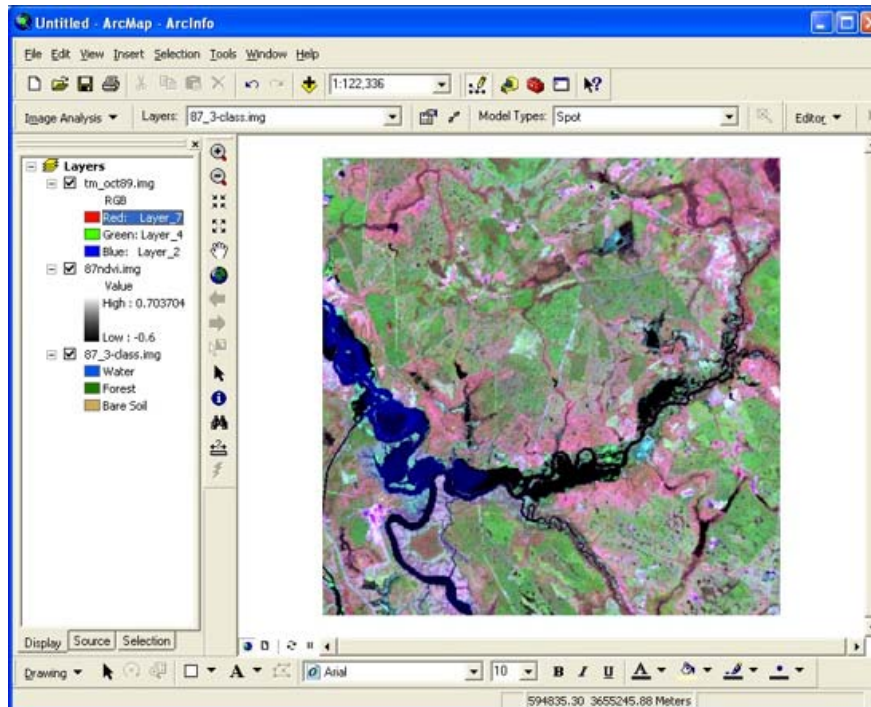 Untitled - ArcMap - ArcInfo
File Edit View Insert Selection Tools Window Help
1:122,336
Image Analysis Layers: 87_3-class.img Model Types: Spot Editor
Layers
tm_oct89.img
RGB
Red: Layer_7
Green: Layer_4
Blue: Layer_2
87ndvi.img
Value
High : 0.703704
Low : -0.6
87_3-class.img
Water
Forest
Bare Soil
Display Source Selection
Drawing A Arial 10 B I U A
594835.30 3655245.88 Meters